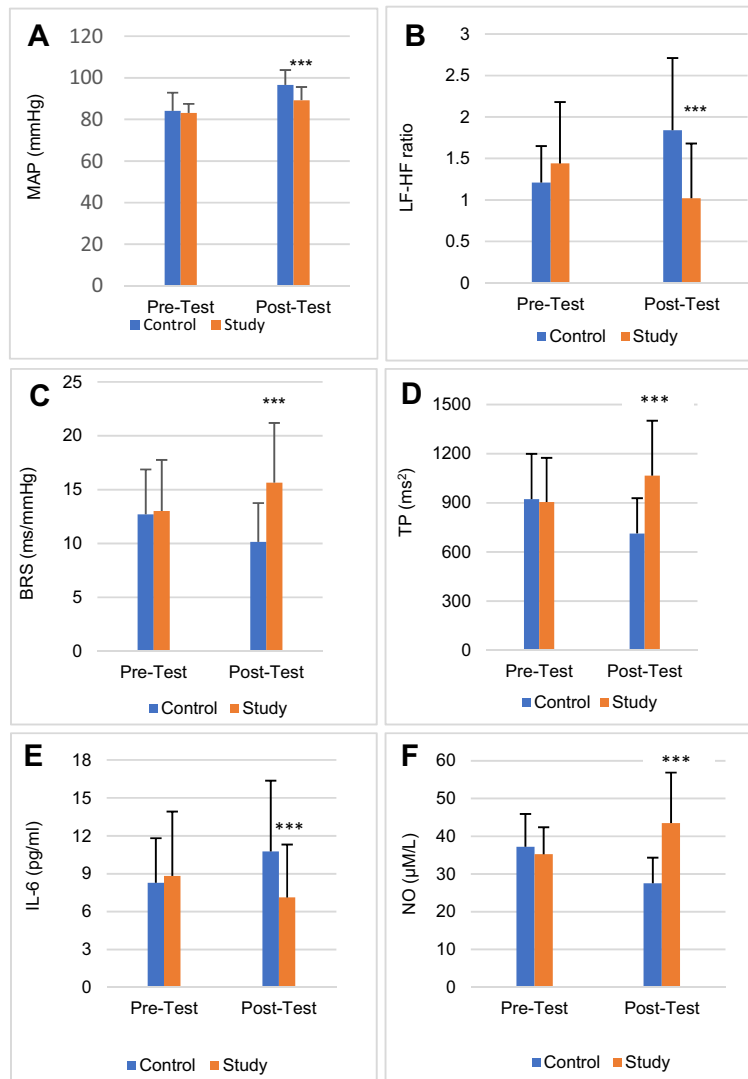 A
MAP (mmHg)
120
100
80
60
40
20
0
***
Pre-Test Post-Test
Control Study
B
LF-HF ratio
3
2.5
2
1.5
1
0.5
0
***
Pre-Test Post-Test
Control Study
C
BRS (ms/mmHg)
25
20
15
10
5
0
***
Pre-Test Post-Test
Control Study
D
TP (ms²)
1500
1200
900
600
300
0
***
Pre-Test Post-Test
Control Study
E
IL-6 (pg/ml)
18
15
12
9
6
3
0
***
Pre-Test Post-Test
Control Study
F
NO (µM/L)
60
50
40
30
20
10
0
***
Pre-Test Post-Test
Control Study